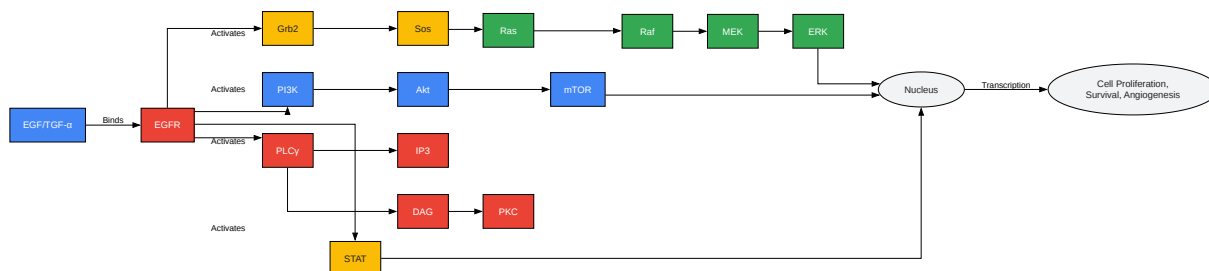 Grb2
Sos
Ras
Raf
MEK
ERK
Activates
PI3K
Akt
mTOR
Nucleus
Transcription
Cell Proliferation,
Survival, Angiogenesis
Activates
EGF/TGF-α
Binds
EGFR
Activates
PLCγ
IP3
DAG
PKC
Activates
STAT